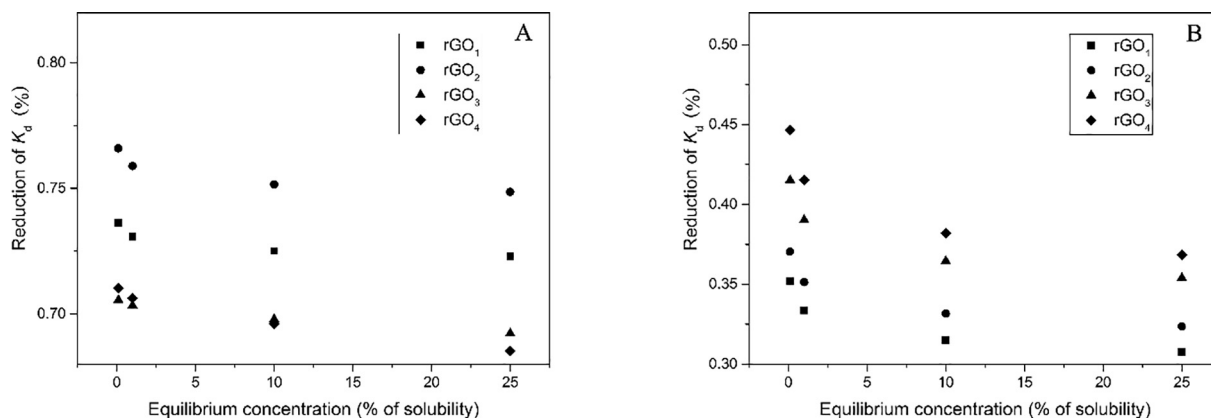 A
rGO₁
rGO₂
rGO₃
rGO₄
0.80
0.75
0.70
Reduction of Kd (%)
0 5 10 15 20 25
Equilibrium concentration (% of solubility)
B
rGO₁
rGO₂
rGO₃
rGO₄
0.50
0.45
0.40
0.35
0.30
Reduction of Kd (%)
0 5 10 15 20 25
Equilibrium concentration (% of solubility)